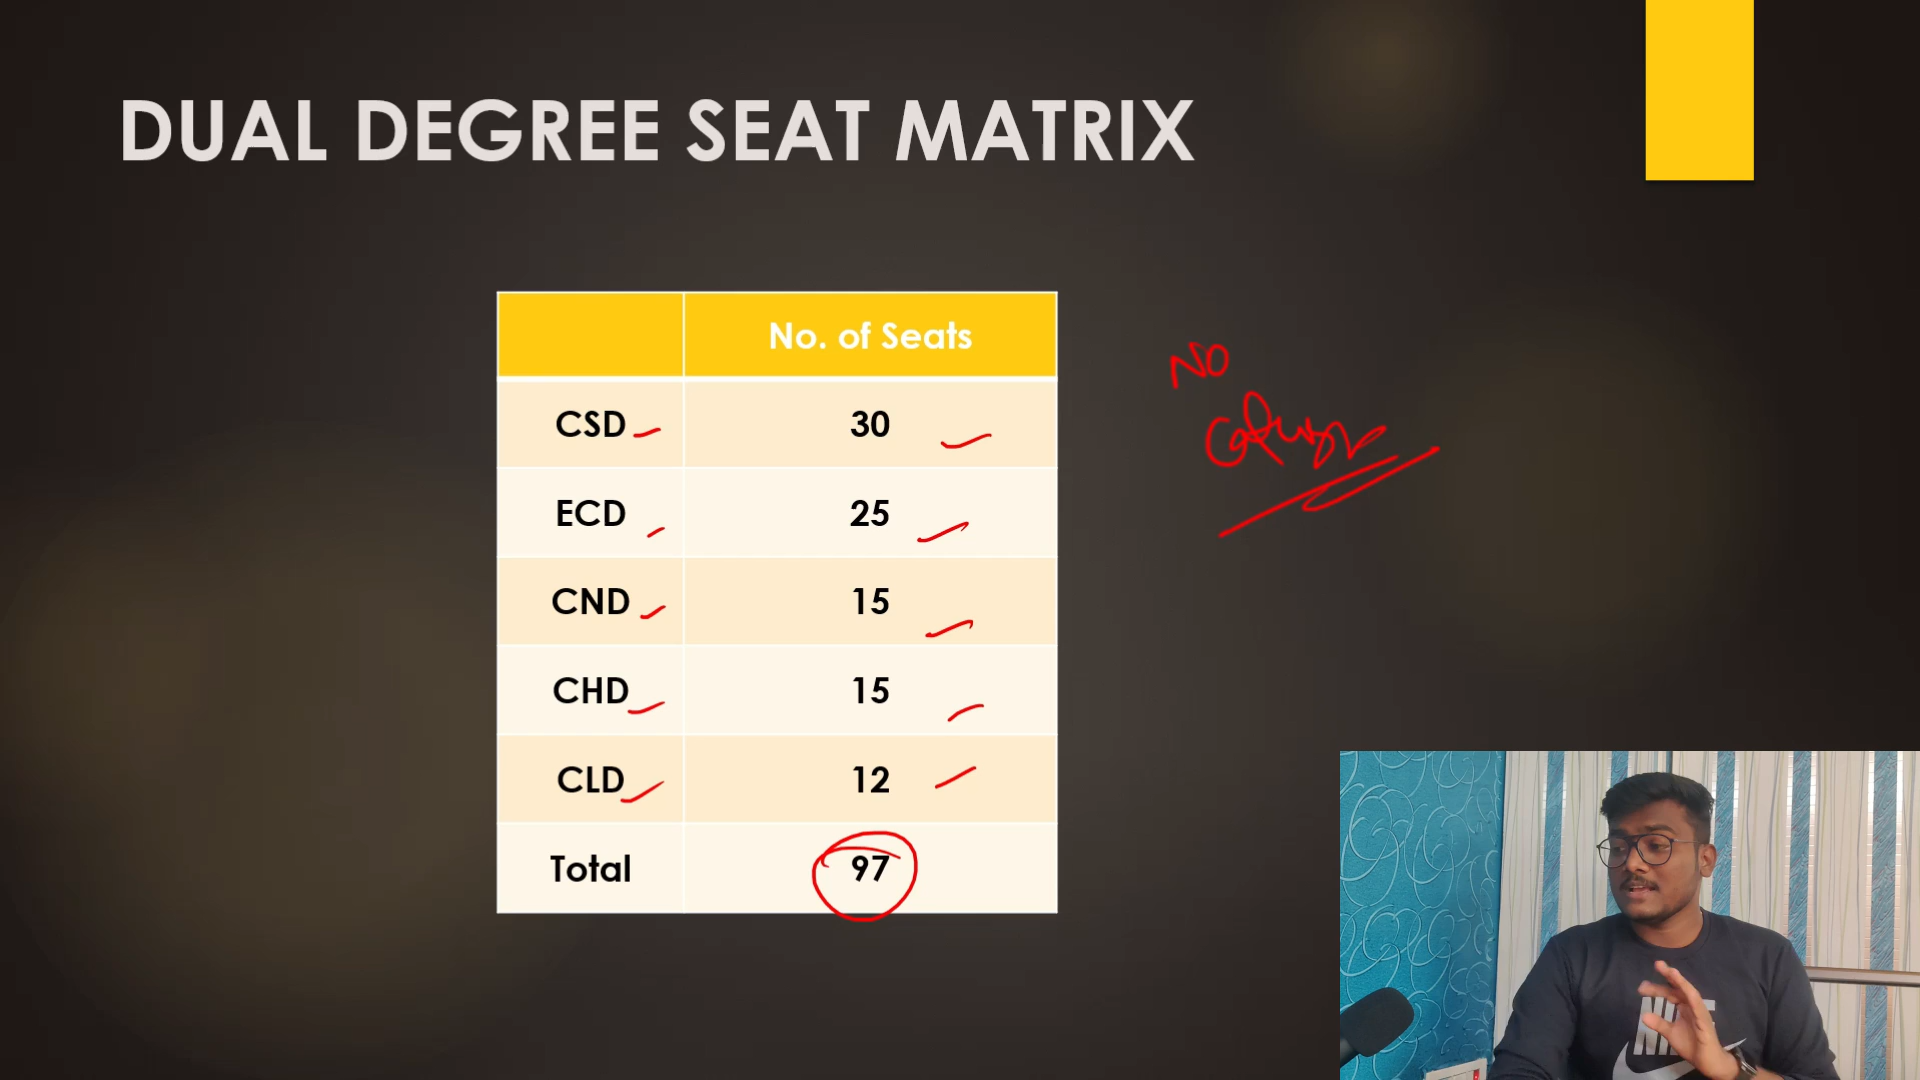 DUAL DEGREE SEAT MATRIX
No. of Seats
CSD 30
ECD 25
CND 15
CHD 15
CLD 12
Total 97
NO
NIKE